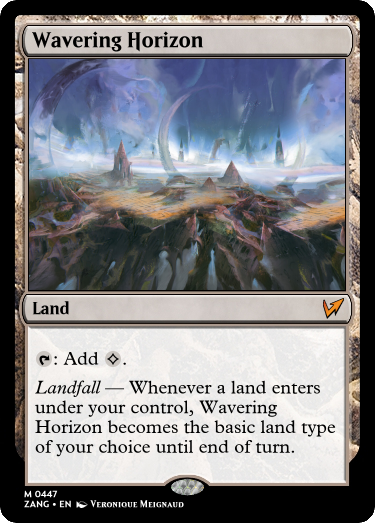 Wavering Horizon
Land
: Add .
Landfall — Whenever a land enters
under your control, Wavering
Horizon becomes the basic land type
of your choice until end of turn.
M 0447
ZANG • EN Veronique Meignaud